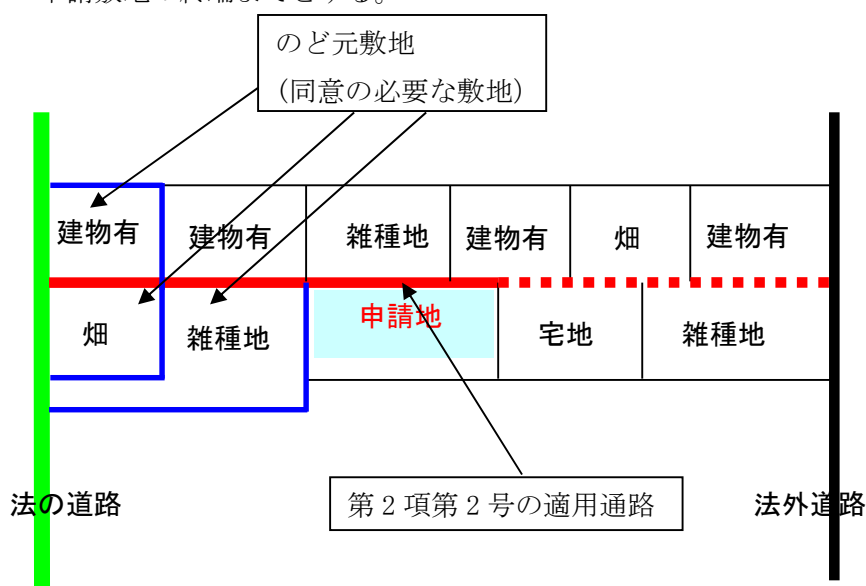 のど元敷地
(同意の必要な敷地)
建物有 建物有 雑種地 建物有 畑 建物有
畑 雑種地 申請地 宅地 雑種地
法の道路 第2項第2号の適用通路 法外道路